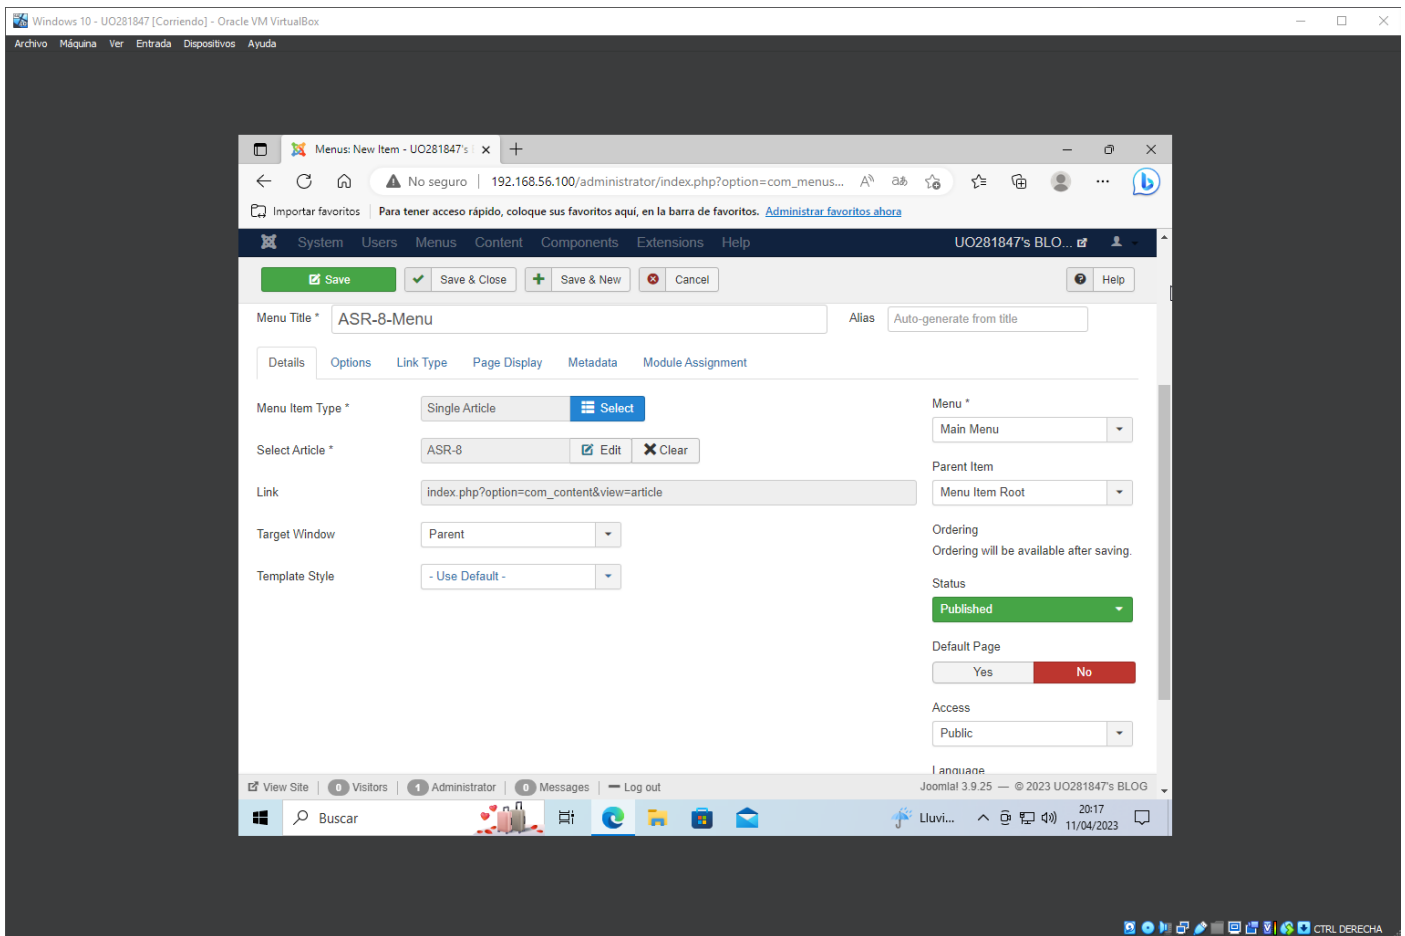 Windows 10 - UO281847 [Corriendo] - Oracle VM VirtualBox
Archivo Máquina Ver Entrada Dispositivos Ayuda
Menus: New Item - UO281847's
No seguro 192.168.56.100/administrator/index.php?option=com_menus...
Importar favoritos Para tener acceso rápido, coloque sus favoritos aquí, en la barra de favoritos. Administrar favoritos ahora
System Users Menus Content Components Extensions Help UO281847's BLO...
Save Save & Close Save & New Cancel Help
Menu Title * ASR-8-Menu Alias Auto-generate from title
Details Options Link Type Page Display Metadata Module Assignment
Menu Item Type * Single Article Select
Menu *
Main Menu
Select Article * ASR-8 Edit Clear
Parent Item
Link index.php?option=com_content&view=article Menu Item Root
Target Window Parent
Ordering
Ordering will be available after saving.
Template Style - Use Default -
Status
Published
Default Page
Yes No
Access
Public
Language
View Site 0 Visitors 1 Administrator 0 Messages Log out Joomla! 3.9.25 — © 2023 UO281847's BLOG
Buscar Lluvi... 20:17
11/04/2023
CTRL DERECHA